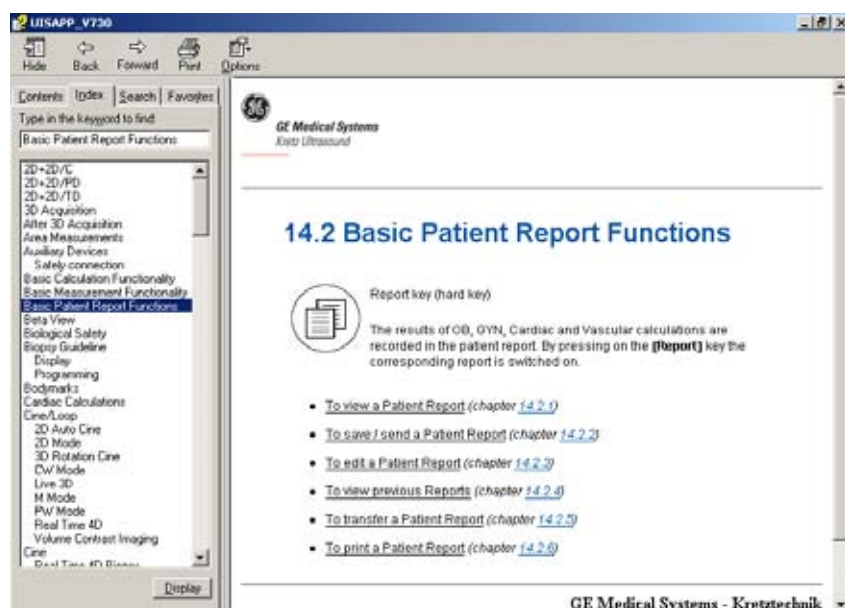 UISAPP_V730
Hide Back Forward Print Options
Contents Index Search Favorites
Type in the keyword to find:
Basic Patient Report Functions
2D+2D/C
2D+2D/PD
2D+2D/TD
3D Acquisition
After 3D Acquisition
Area Measurements
Auxiliary Devices
Safely connection
Basic Calculation Functionality
Basic Measurement Functionality
Basic Patient Report Functions
Beta View
Biological Safety
Biopsy Guideline
Display
Programming
Bodymarks
Cardiac Calculations
Cine/Loop
2D Auto Cine
2D Mode
3D Rotation Cine
CW Mode
Live 3D
M Mode
PW Mode
Real Time 4D
Volume Contrast Imaging
Cine
Real Time 4D Biopsy
Display
GE Medical Systems
Kretz Ultrasound
14.2 Basic Patient Report Functions
Report key (hard key)
The results of OB, GYN, Cardiac and Vascular calculations are
recorded in the patient report. By pressing on the [Report] key the
corresponding report is switched on.
• To view a Patient Report (chapter 14.2.1)
• To save / send a Patient Report (chapter 14.2.2)
• To edit a Patient Report (chapter 14.2.3)
• To view previous Reports (chapter 14.2.4)
• To transfer a Patient Report (chapter 14.2.5)
• To print a Patient Report (chapter 14.2.6)
GE Medical Systems - Kretztechnik